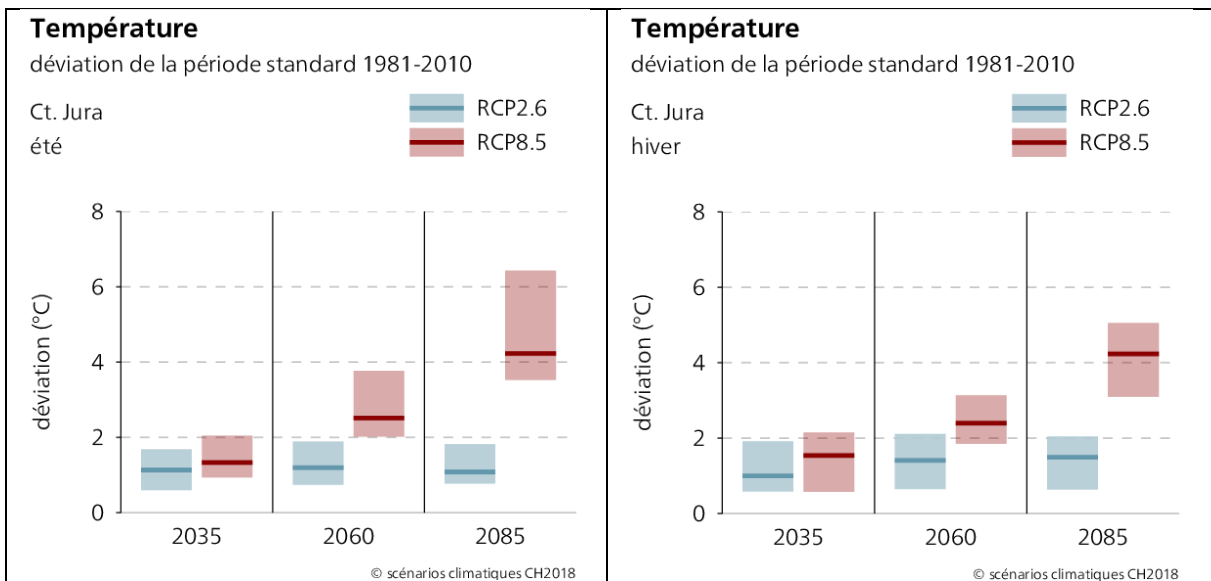 Température
déviation de la période standard 1981-2010
Ct. Jura
été
RCP2.6
RCP8.5
déviation (°C)
8
6
4
2
0
2035
2060
2085
© scénarios climatiques CH2018
Température
déviation de la période standard 1981-2010
Ct. Jura
hiver
RCP2.6
RCP8.5
déviation (°C)
8
6
4
2
0
2035
2060
2085
© scénarios climatiques CH2018